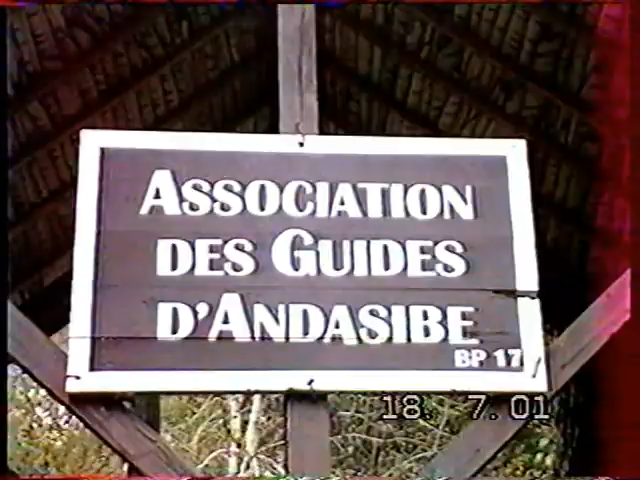 ASSOCIATION
DES GUIDES
D'ANDASIBE
BP 17
18. 7.01